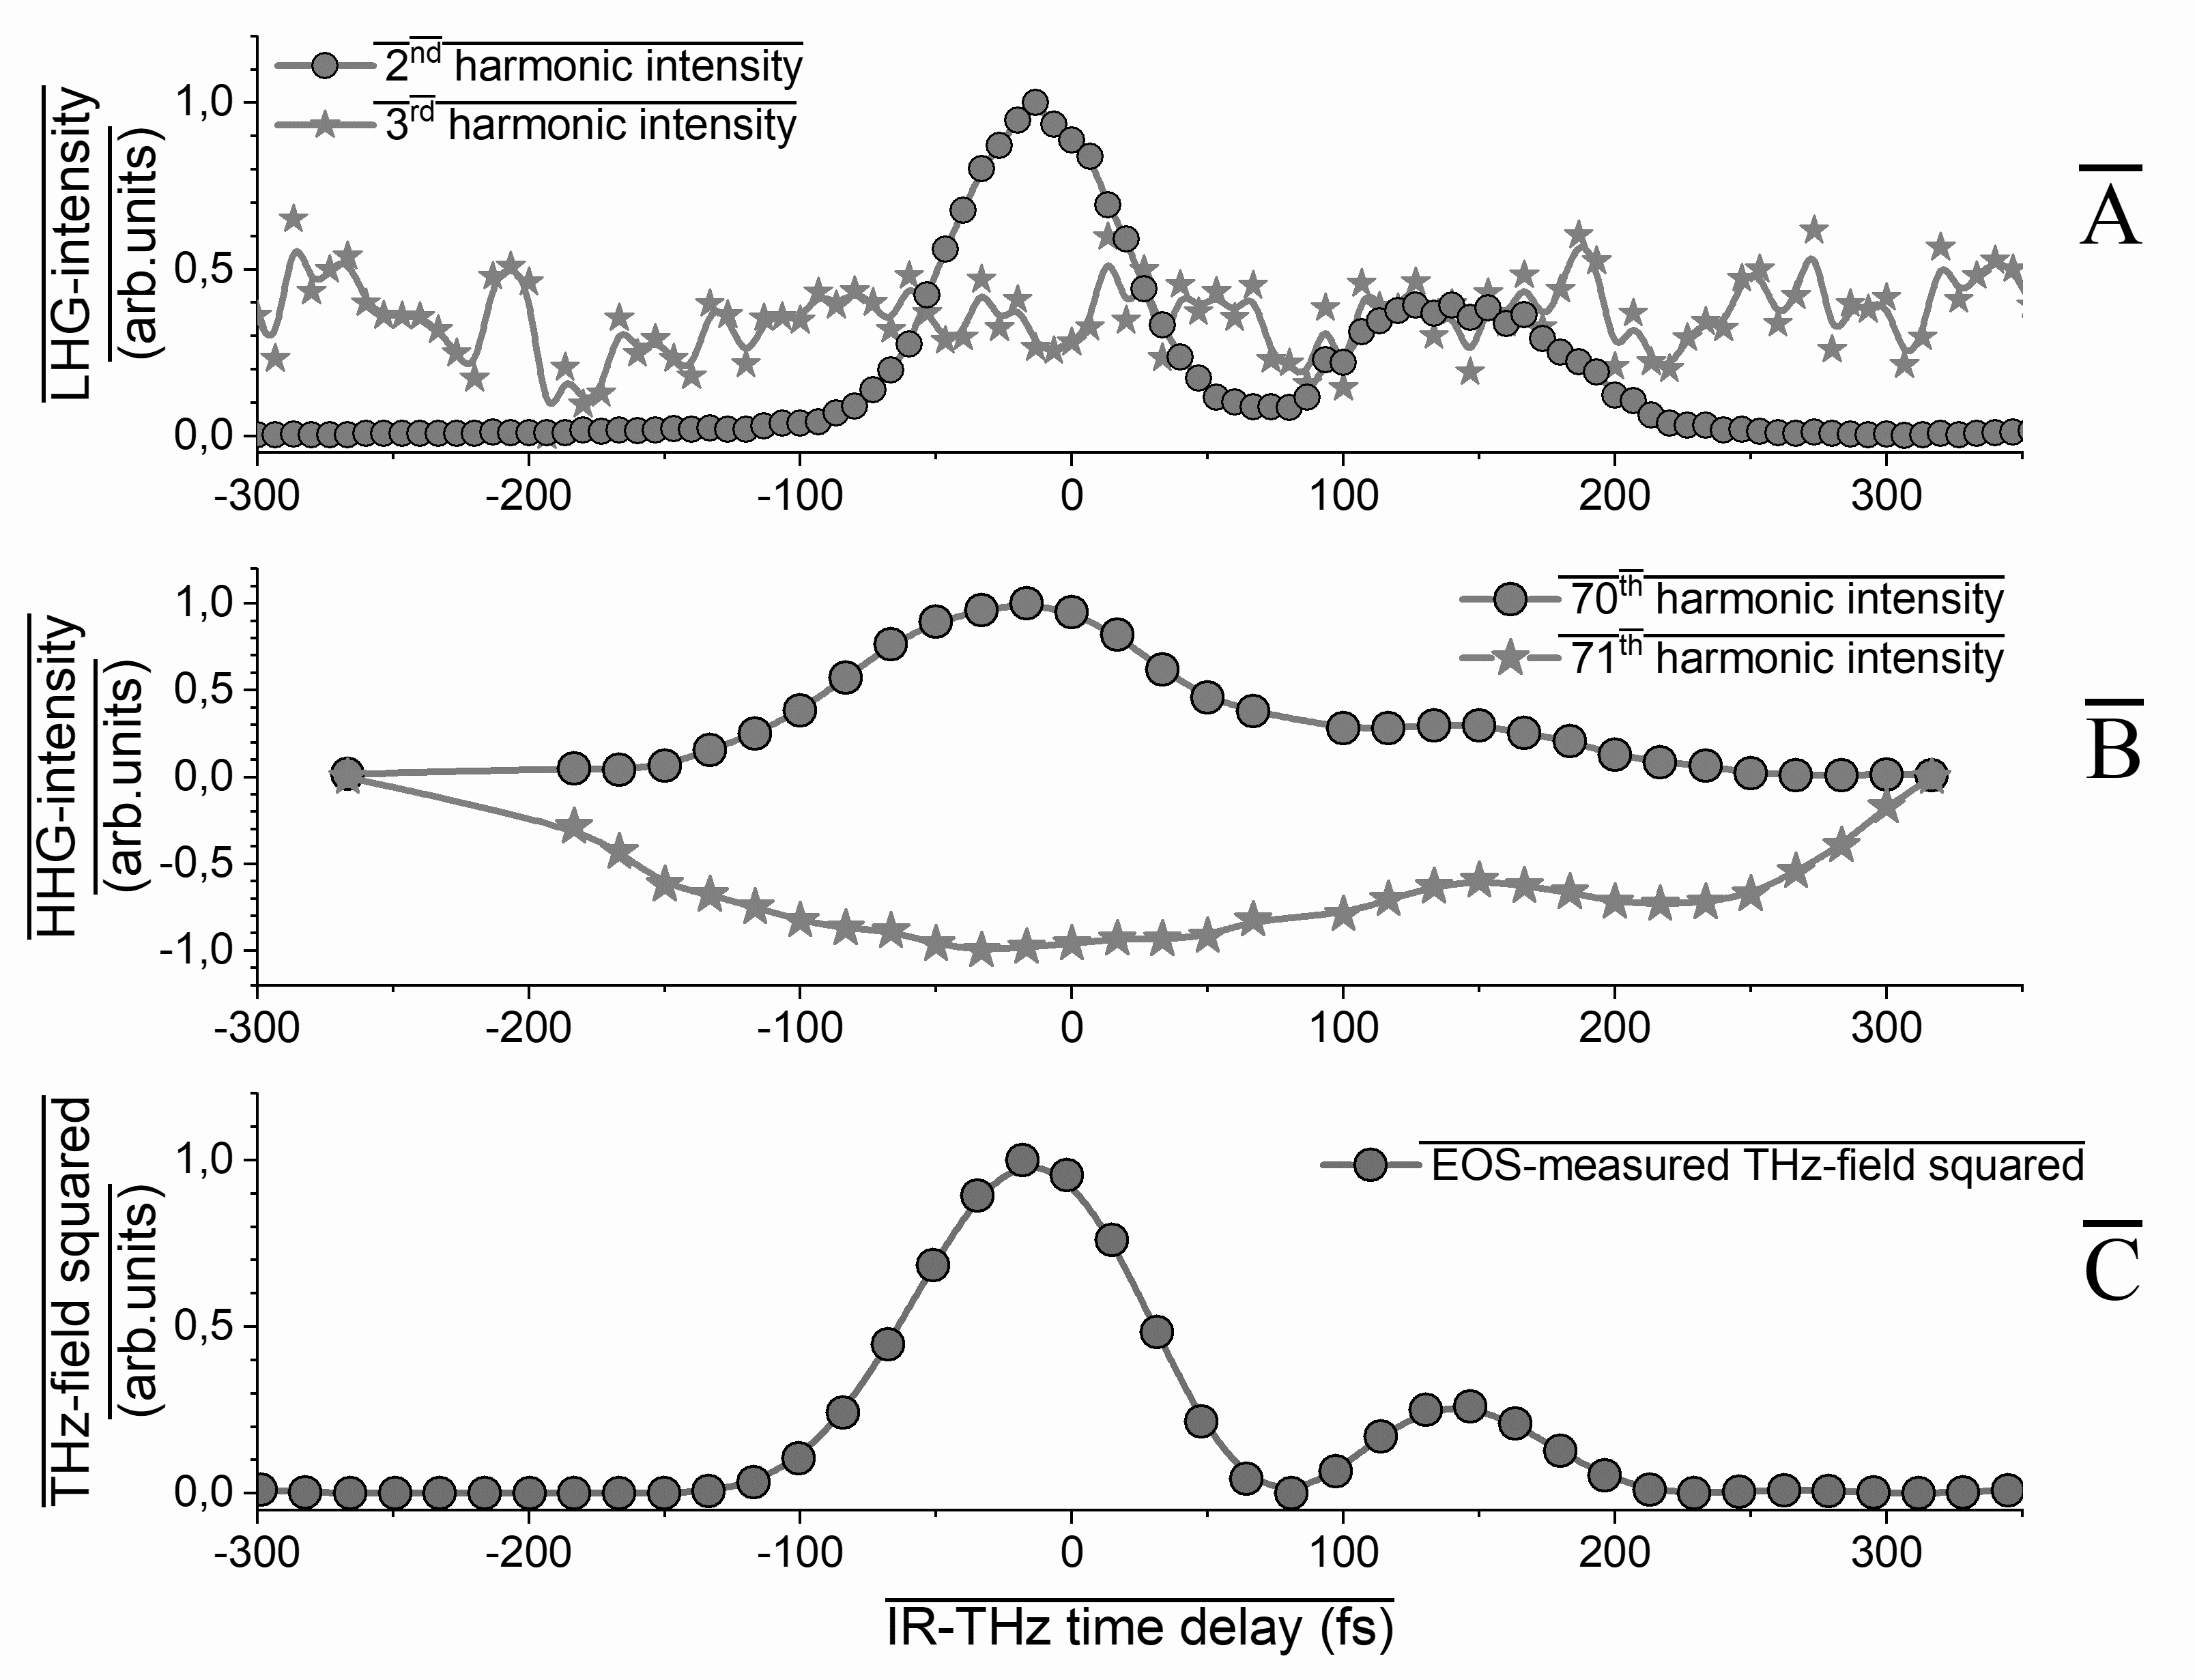 2nd harmonic intensity
3rd harmonic intensity
LHG-intensity
(arb.units)
1,0
0,5
0,0
-300 -200 -100 0 100 200 300
A
70th harmonic intensity
71th harmonic intensity
HHG-intensity
(arb.units)
1,0
0,5
0,0
-0,5
-1,0
-300 -200 -100 0 100 200 300
B
EOS-measured THz-field squared
THz-field squared
(arb.units)
1,0
0,5
0,0
-300 -200 -100 0 100 200 300
C
IR-THz time delay (fs)